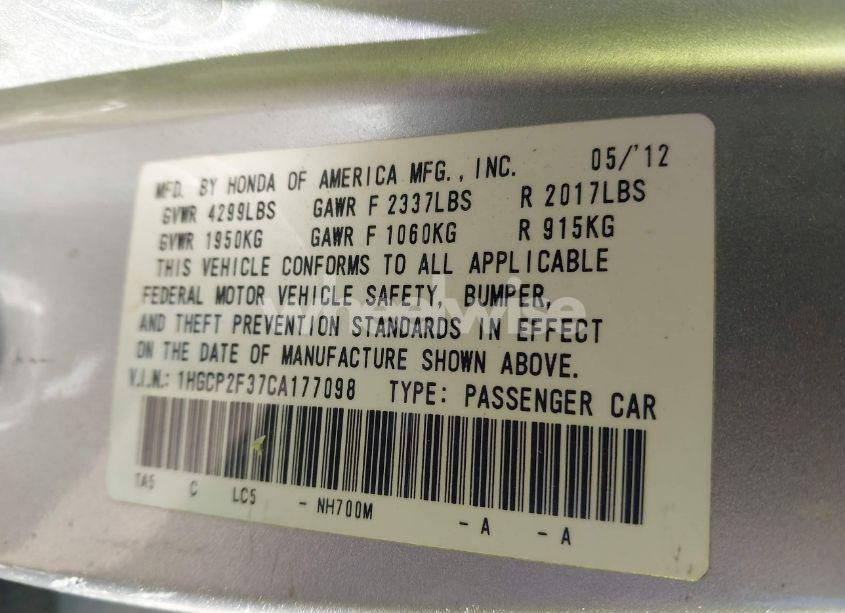 MFD. BY HONDA OF AMERICA MFG., INC. 05/'12
GVWR 4299LBS GAWR F 2337LBS R 2017LBS
GVWR 1950KG GAWR F 1060KG R 915KG
THIS VEHICLE CONFORMS TO ALL APPLICABLE
FEDERAL MOTOR VEHICLE SAFETY, BUMPER,
AND THEFT PREVENTION STANDARDS IN EFFECT
ON THE DATE OF MANUFACTURE SHOWN ABOVE.
V.I.N.: 1HGCP2F37CA177098 TYPE: PASSENGER CAR
TA5 C LC5 - NH700M - A - A
wheelwise